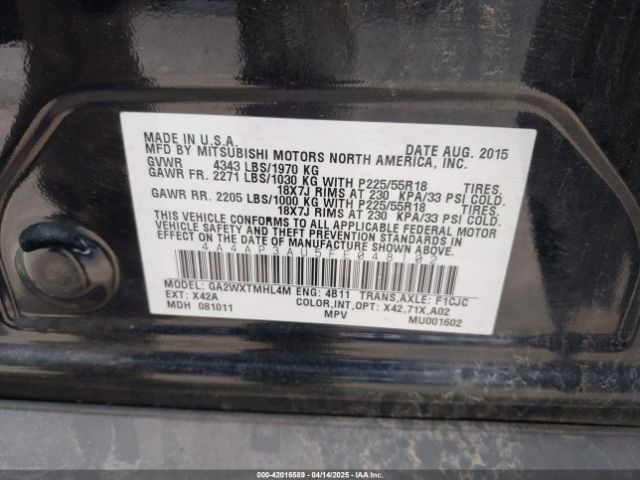 MADE IN U.S.A. DATE AUG. 2015
MFD BY MITSUBISHI MOTORS NORTH AMERICA, INC.
GVWR 4343 LBS/1970 KG
GAWR FR. 2271 LBS/1030 KG WITH P225/55R18 TIRES.
18X7J RIMS AT 230 KPA/33 PSI COLD.
GAWR RR. 2205 LBS/1000 KG WITH P225/55R18 TIRES.
18X7J RIMS AT 230 KPA/33 PSI COLD.
THIS VEHICLE CONFORMS TO ALL APPLICABLE FEDERAL MOTOR
VEHICLE SAFETY AND THEFT PREVENTION STANDARDS IN
EFFECT ON THE DATE OF MANUFACTURE SHOWN ABOVE.
MODEL: GA2WXTMHL4M ENG: 4B11 TRANS,AXLE: F1CJC
EXT: X42A COLOR,INT,OPT: X42,71X,A02
MDH 081011 MPV MU001602
000-42016589 - 04/14/2025 - IAAI.COM